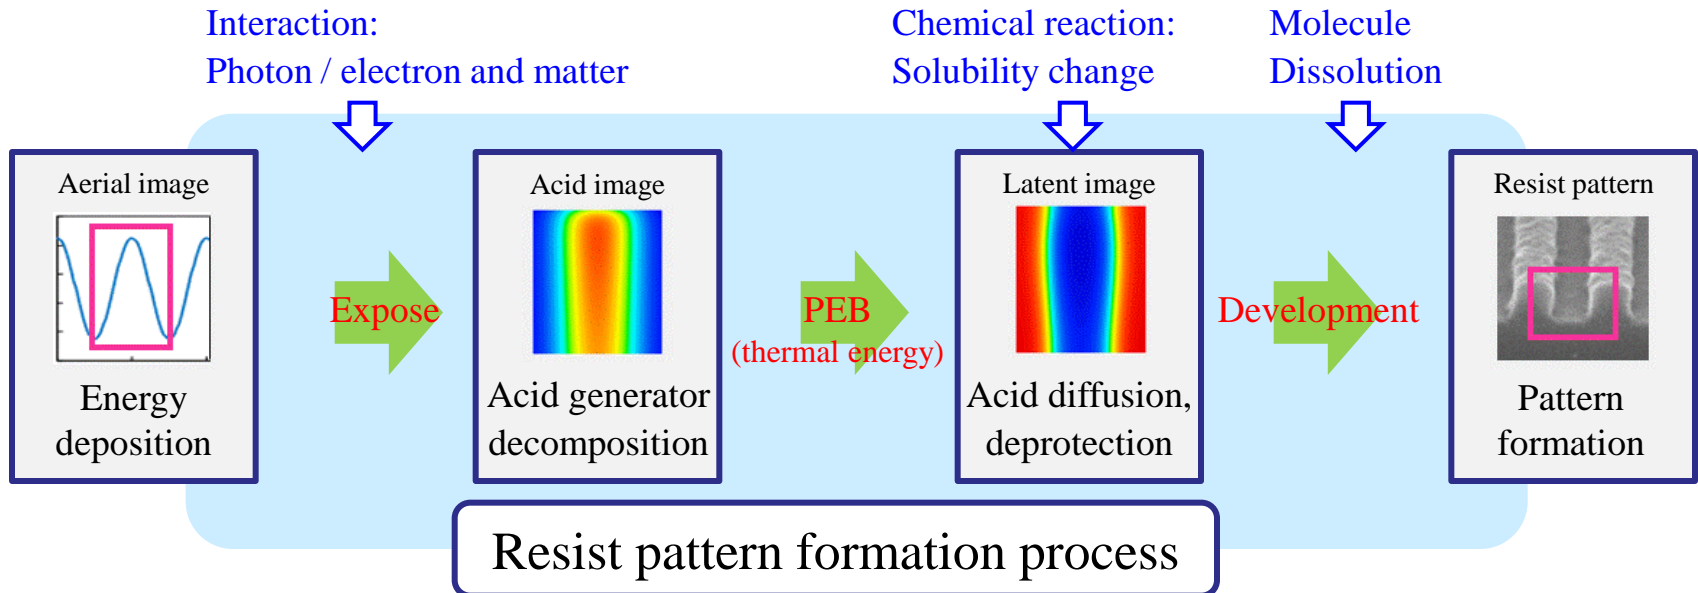 Interaction:
Photon / electron and matter
Chemical reaction:
Solubility change
Molecule
Dissolution
Aerial image
Energy
deposition
Expose
Acid image
Acid generator
decomposition
PEB
(thermal energy)
Latent image
Acid diffusion,
deprotection
Development
Resist pattern
Pattern
formation
Resist pattern formation process